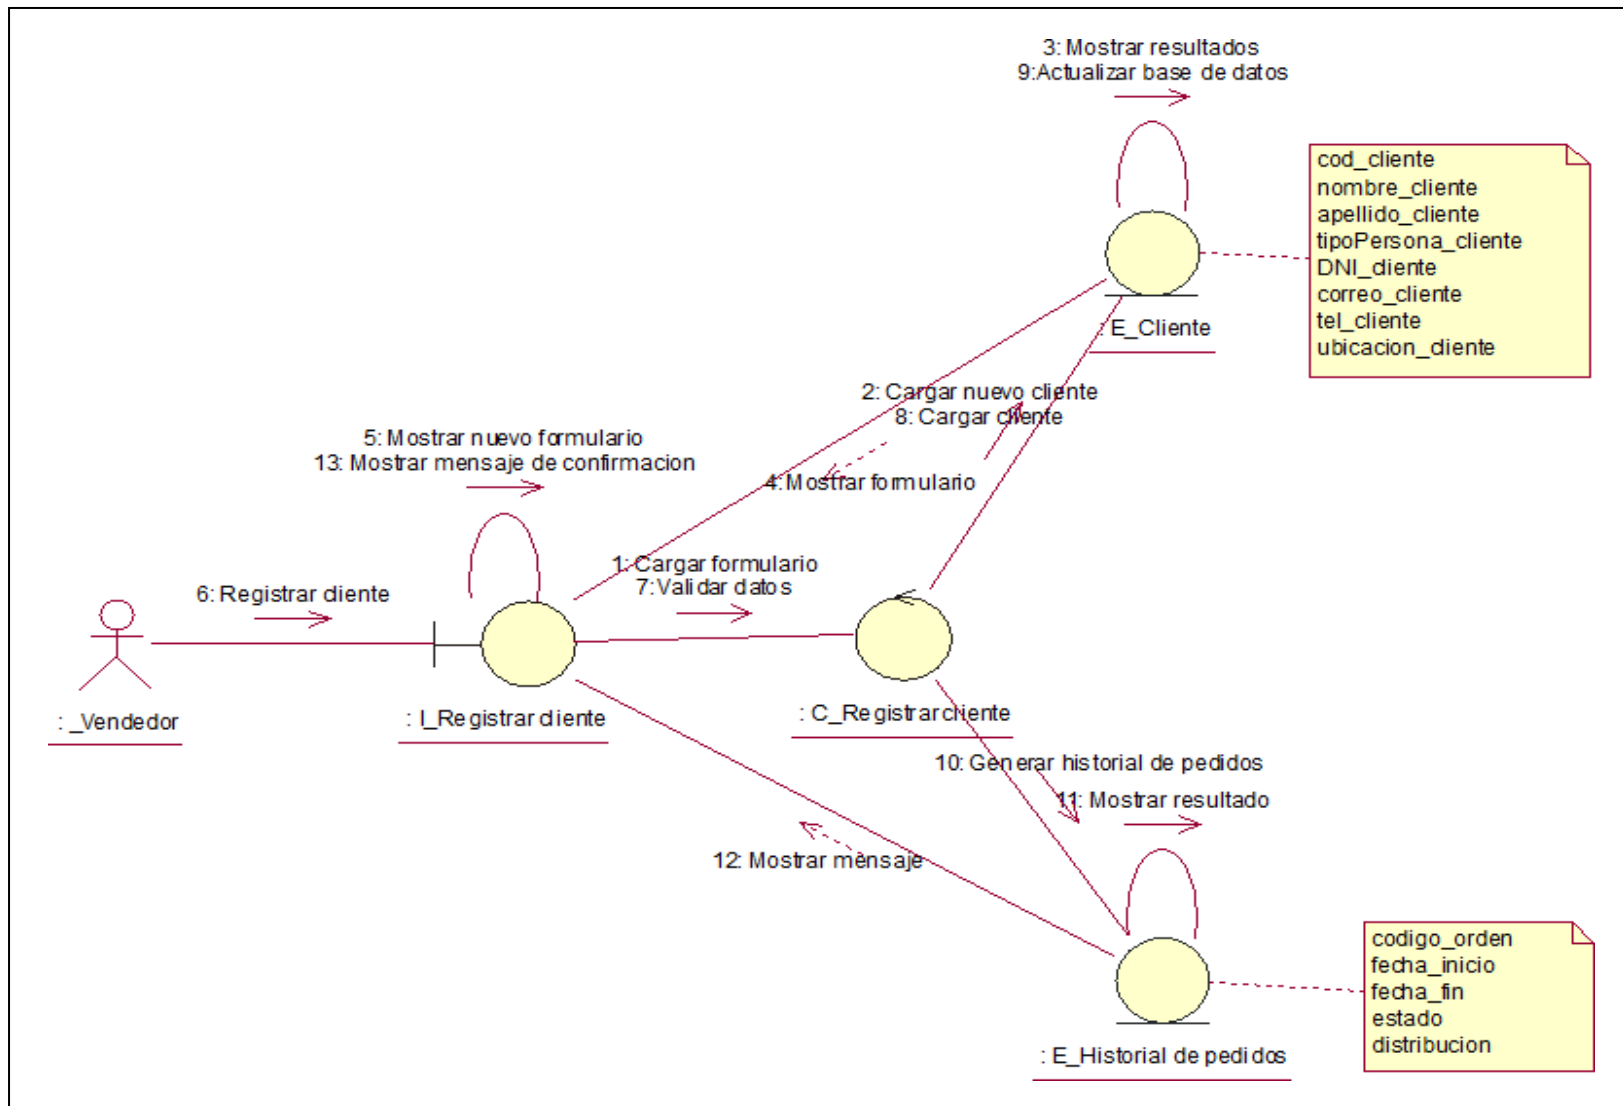 3: Mostrar resultados
9:Actualizar base de datos
cod_cliente
nombre_cliente
apellido_cliente
tipoPersona_cliente
DNI_cliente
correo_cliente
tel_cliente
ubicacion_cliente
: E_Cliente
2: Cargar nuevo cliente
8: Cargar cliente
5: Mostrar nuevo formulario
13: Mostrar mensaje de confirmacion
4:Mostrar formulario
1: Cargar formulario
7:Validar datos
6: Registrar cliente
: _Vendedor
: I_Registrar cliente
: C_Registrar cliente
10: Generar historial de pedidos
11: Mostrar resultado
12: Mostrar mensaje
codigo_orden
fecha_inicio
fecha_fin
estado
distribucion
: E_Historial de pedidos